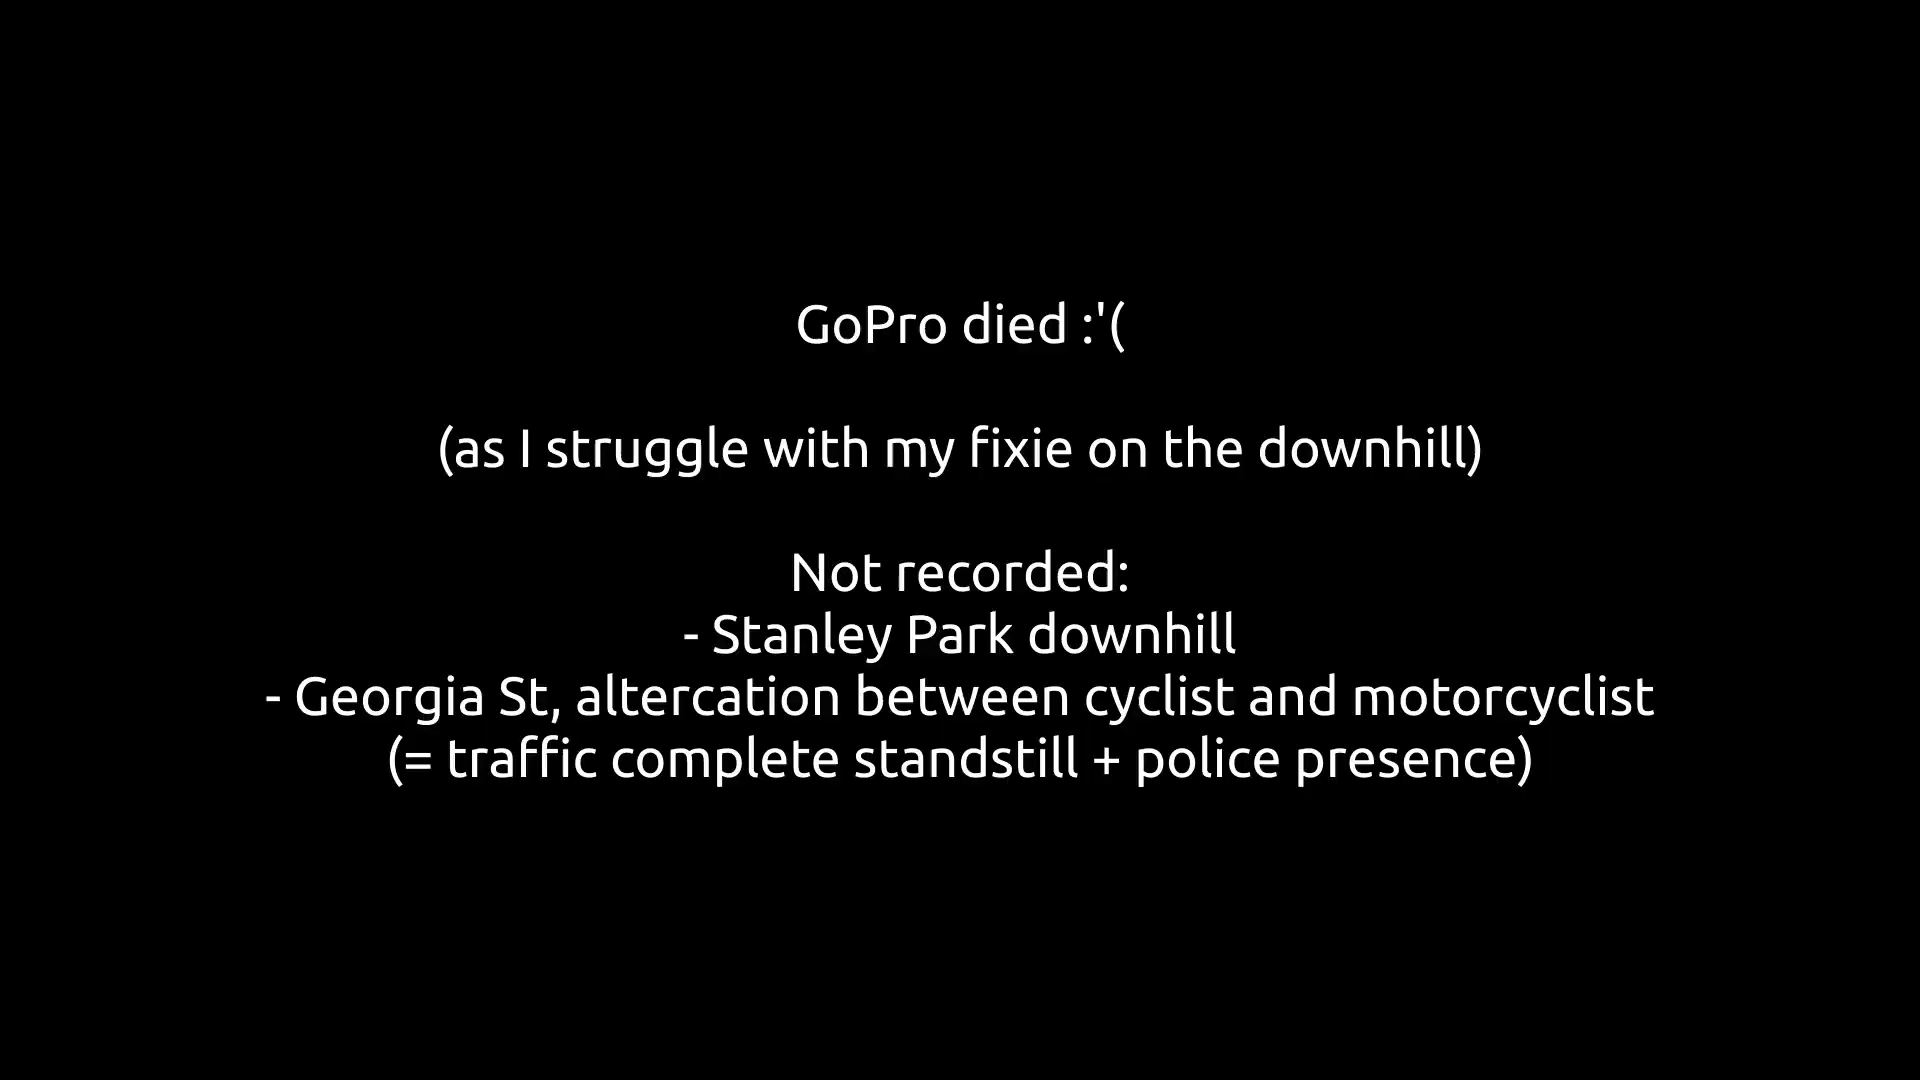 GoPro died :'(
(as I struggle with my fixie on the downhill)
Not recorded:
- Stanley Park downhill
- Georgia St, altercation between cyclist and motorcyclist
(= traffic complete standstill + police presence)